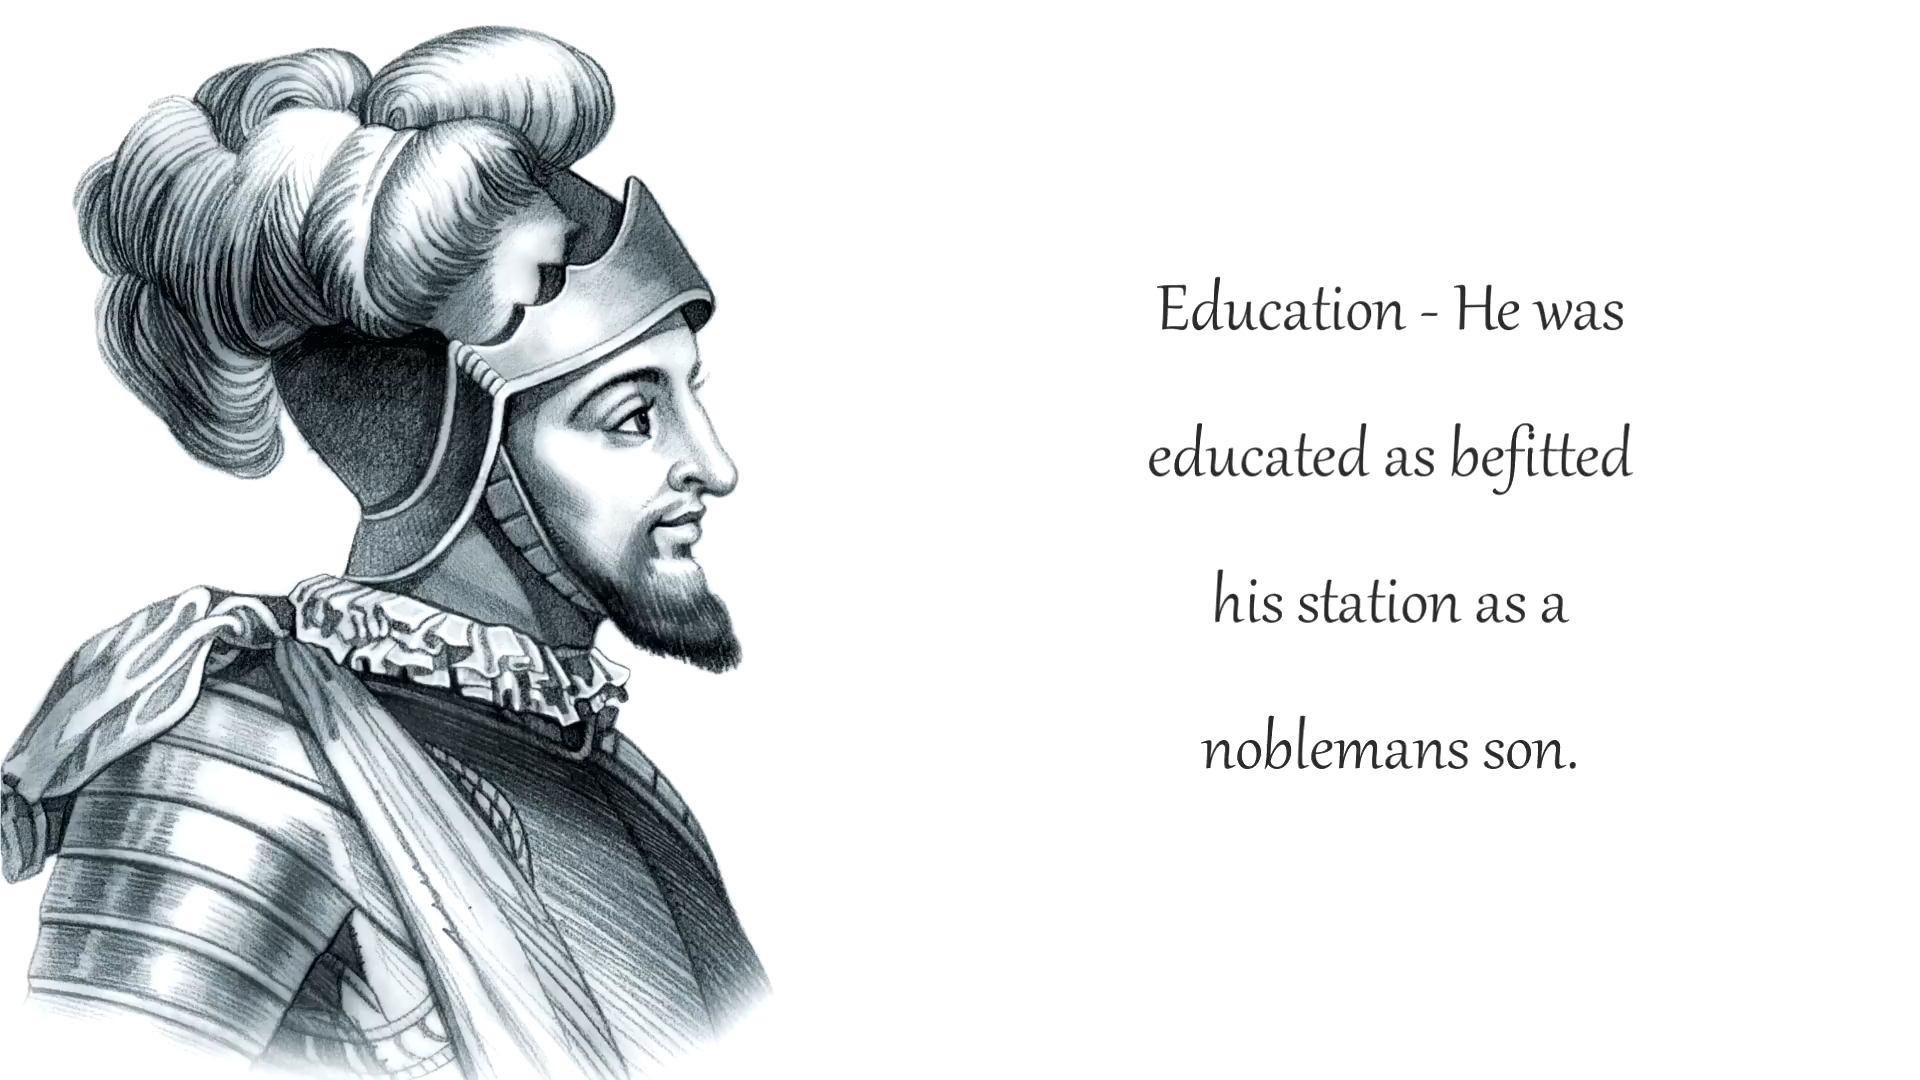 Education - He was
educated as befitted
his station as a
noblemans son.